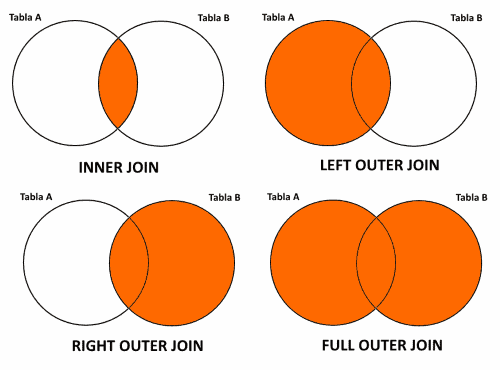 Tabla A
Tabla B
INNER JOIN
Tabla A
Tabla B
LEFT OUTER JOIN
Tabla A
Tabla B
RIGHT OUTER JOIN
Tabla A
Tabla B
FULL OUTER JOIN